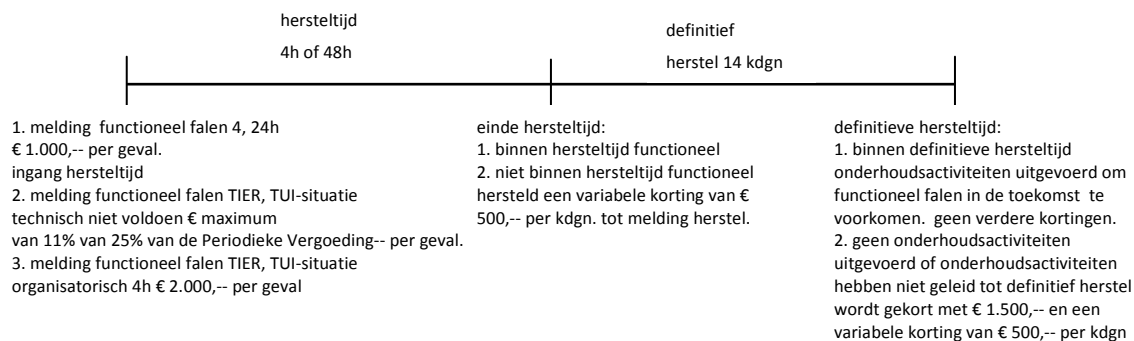 hersteltijd
4h of 48h
definitief
herstel 14 kdgn
1. melding functioneel falen 4, 24h
€ 1.000,-- per geval.
ingang hersteltijd
2. melding functioneel falen TIER, TUI-situatie
technisch niet voldoen € maximum
van 11% van 25% van de Periodieke Vergoeding-- per geval.
3. melding functioneel falen TIER, TUI-situatie
organisatorisch 4h € 2.000,-- per geval
einde hersteltijd:
1. binnen hersteltijd functioneel
2. niet binnen hersteltijd functioneel
hersteld een variabele korting van €
500,-- per kdgn. tot melding herstel.
definitieve hersteltijd:
1. binnen definitieve hersteltijd
onderhoudsactiviteiten uitgevoerd om
functioneel falen in de toekomst te
voorkomen. geen verdere kortingen.
2. geen onderhoudsactiviteiten
uitgevoerd of onderhoudsactiviteiten
hebben niet geleid tot definitief herstel
wordt gekort met € 1.500,-- en een
variabele korting van € 500,-- per kdgn